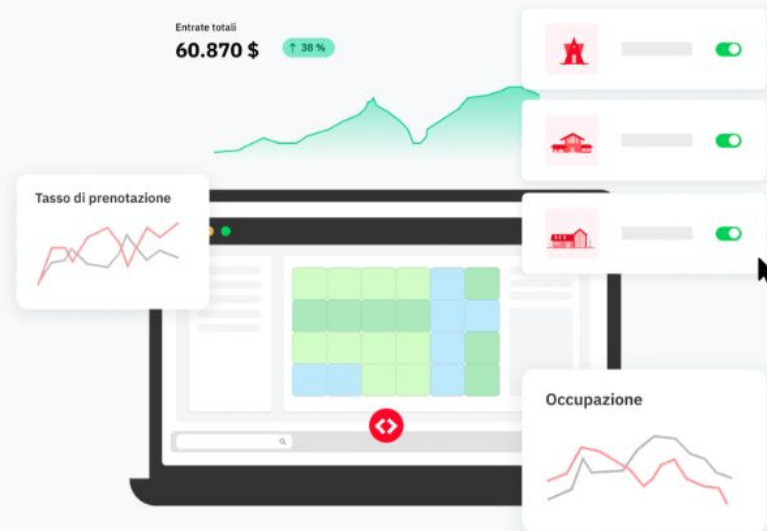 Entrate totali
60.870 $ ↑ 38 %
Tasso di prenotazione
Occupazione